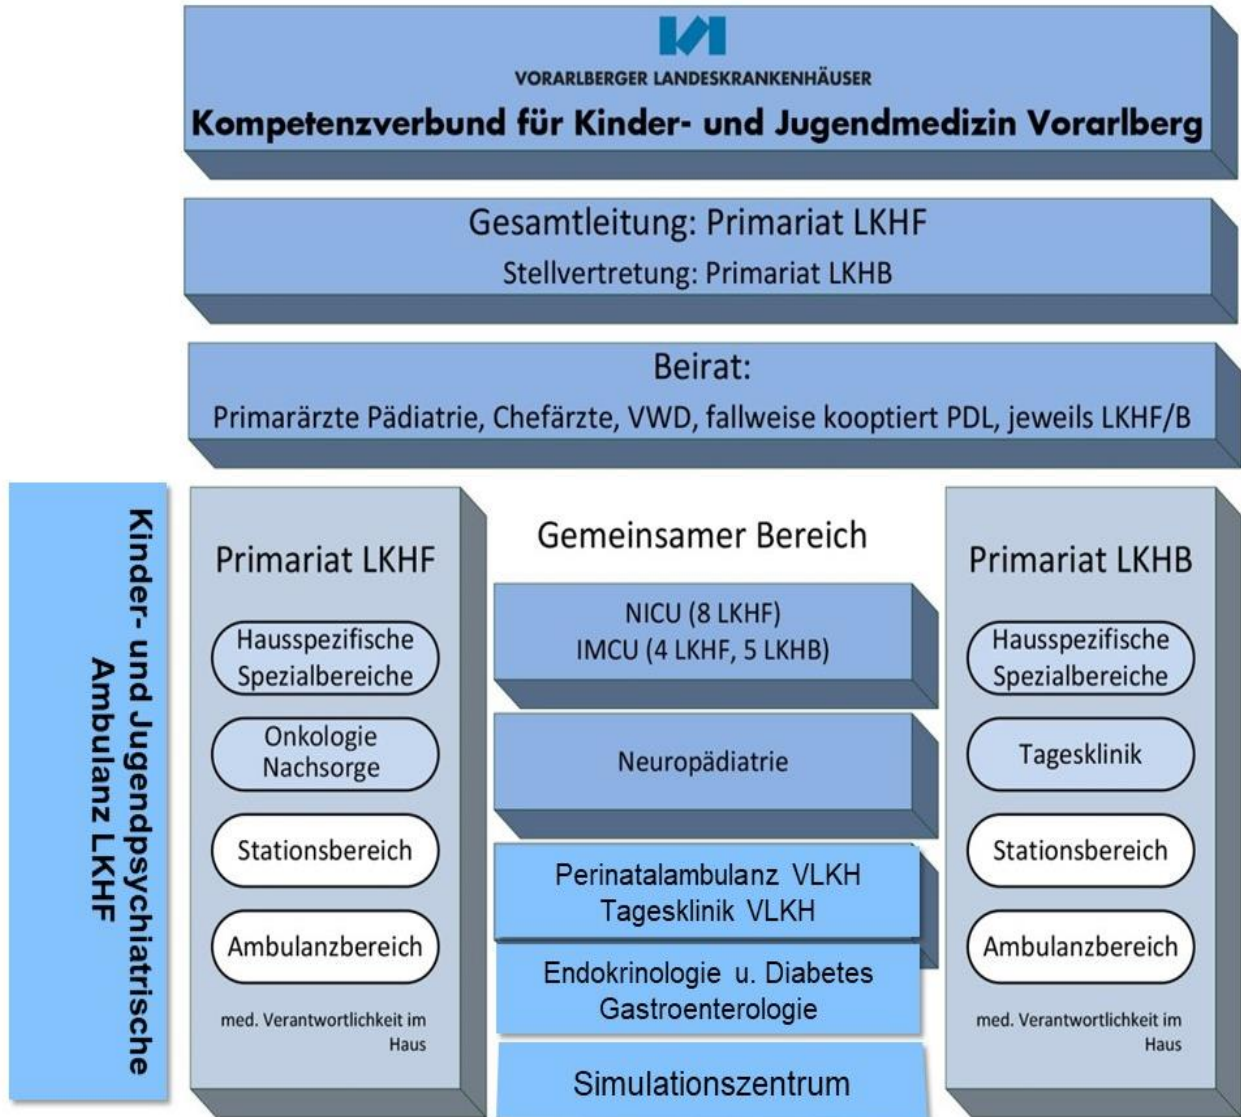 VORARLBERGER LANDESKRANKENHÄUSER
Kompetenzverbund für Kinder- und Jugendmedizin Vorarlberg
Gesamtleitung: Primariat LKHF
Stellvertretung: Primariat LKHB
Beirat:
Primarärzte Pädiatrie, Chefärzte, VWD, fallweise kooptiert PDL, jeweils LKHF/B
Kinder- und Jugendpsychiatrische
Ambulanz LKHF
Primariat LKHF
Hausspezifische
Spezialbereiche
Onkologie
Nachsorge
Stationsbereich
Ambulanzbereich
med. Verantwortlichkeit im
Haus
Gemeinsamer Bereich
NICU (8 LKHF)
IMCU (4 LKHF, 5 LKHB)
Neuropädiatrie
Perinatalambulanz VLKH
Tagesklinik VLKH
Endokrinologie u. Diabetes
Gastroenterologie
Simulationszentrum
Primariat LKHB
Hausspezifische
Spezialbereiche
Tagesklinik
Stationsbereich
Ambulanzbereich
med. Verantwortlichkeit im
Haus